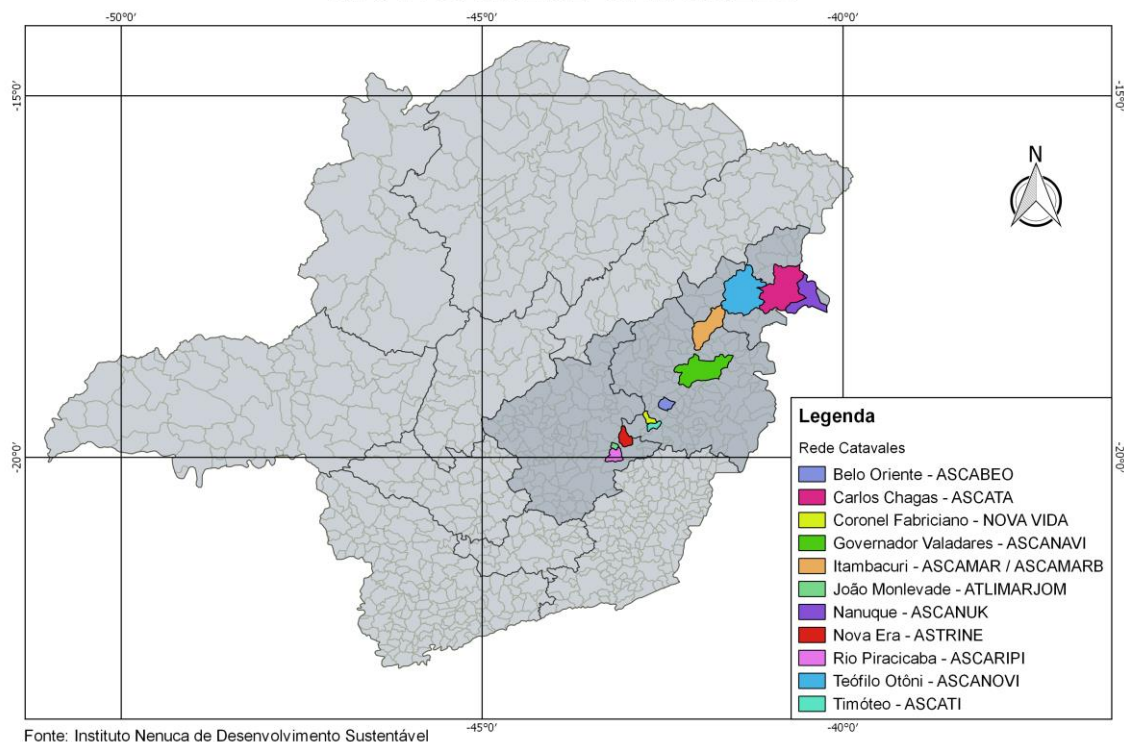 -50°0'
-45°0'
-40°0'
-15°0'
-15°0'
N
-20°0'
-20°0'
Legenda
Rede Catavales
Belo Oriente - ASCABEO
Carlos Chagas - ASCATA
Coronel Fabriciano - NOVA VIDA
Governador Valadares - ASCANAVI
Itambacuri - ASCAMAR / ASCAMARB
João Monlevade - ATLIMARJOM
Nanuque - ASCANUK
Nova Era - ASTRINE
Rio Piracicaba - ASCARIPI
Teófilo Otôni - ASCANOVI
Timóteo - ASCATI
-45°0'
-40°0'
Fonte: Instituto Nenuca de Desenvolvimento Sustentável